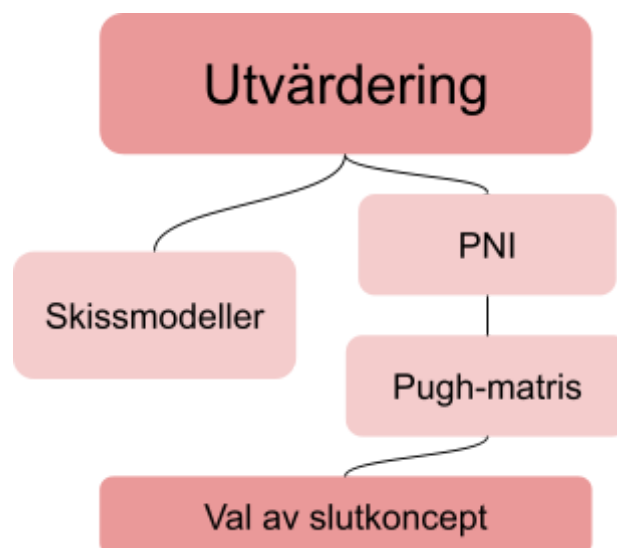 Utvärdering
PNI
Skissmodeller
Pugh-matris
Val av slutkoncept